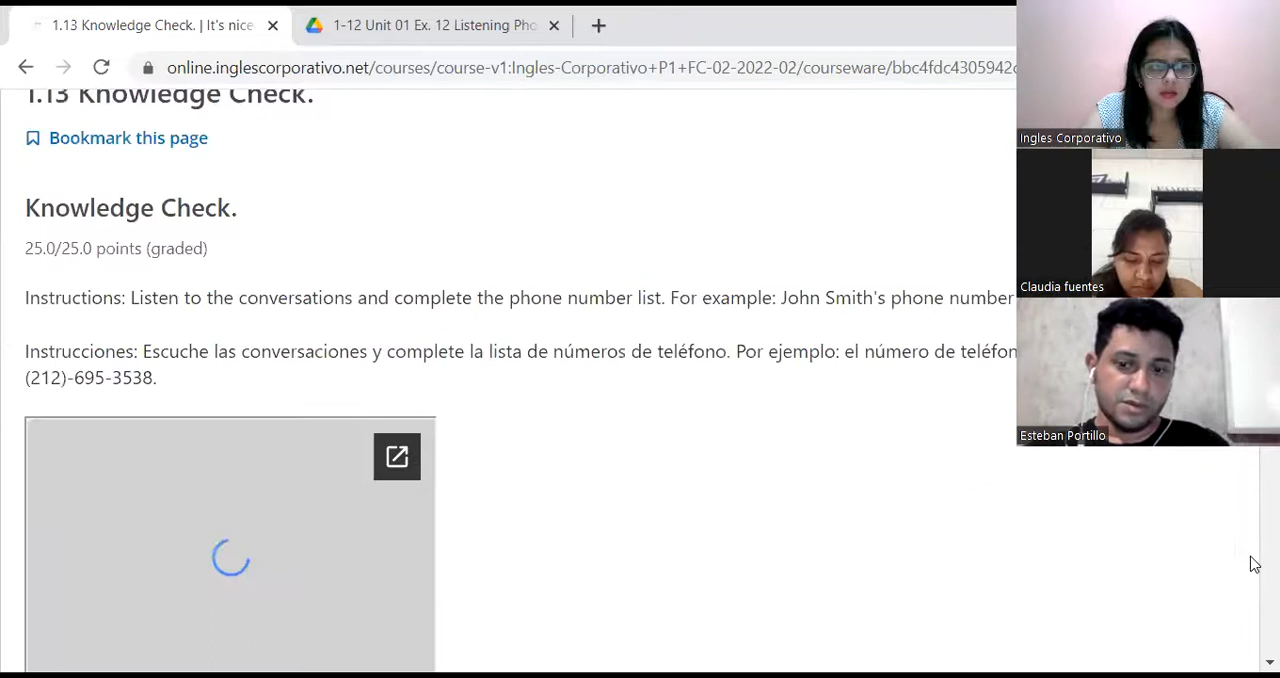 1.13 Knowledge Check. | It's nice
1-12 Unit 01 Ex. 12 Listening Pho
online.inglescorporativo.net/courses/course-v1:Ingles-Corporativo+P1+FC-02-2022-02/courseware/bbc4fdc4305942c
1.13 Knowledge Check.
Bookmark this page
Knowledge Check.
25.0/25.0 points (graded)
Instructions: Listen to the conversations and complete the phone number list. For example: John Smith's phone number
Instrucciones: Escuche las conversaciones y complete la lista de números de teléfono. Por ejemplo: el número de teléfon
(212)-695-3538.
Ingles Corporativo
Claudia fuentes
Esteban Portillo